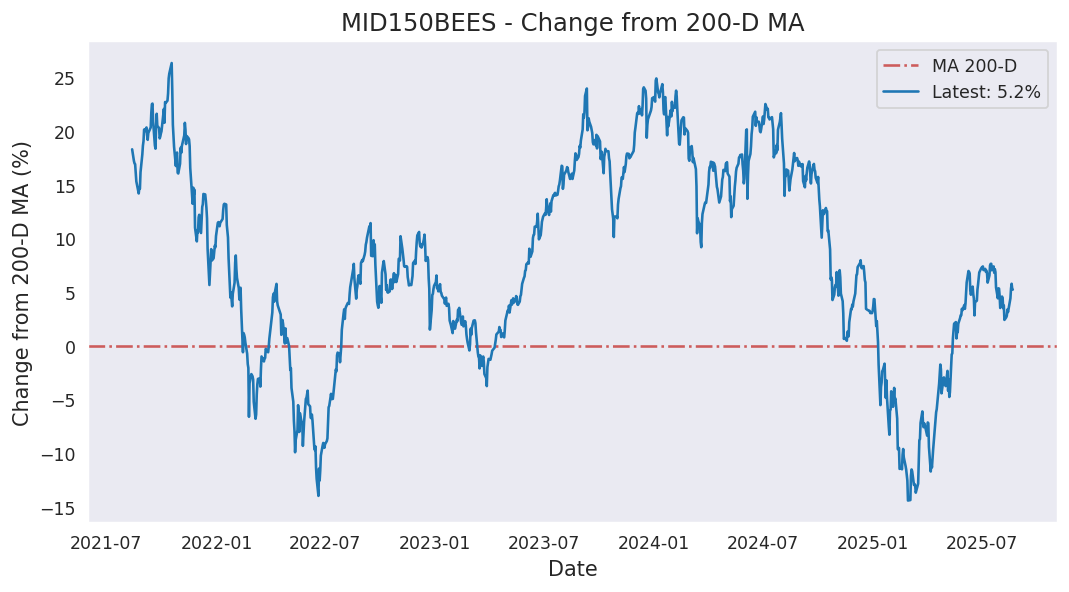 MID150BEES - Change from 200-D MA
MA 200-D
Latest: 5.2%
Change from 200-D MA (%)
25
20
15
10
5
0
−5
−10
−15
2021-07 2022-01 2022-07 2023-01 2023-07 2024-01 2024-07 2025-01 2025-07
Date